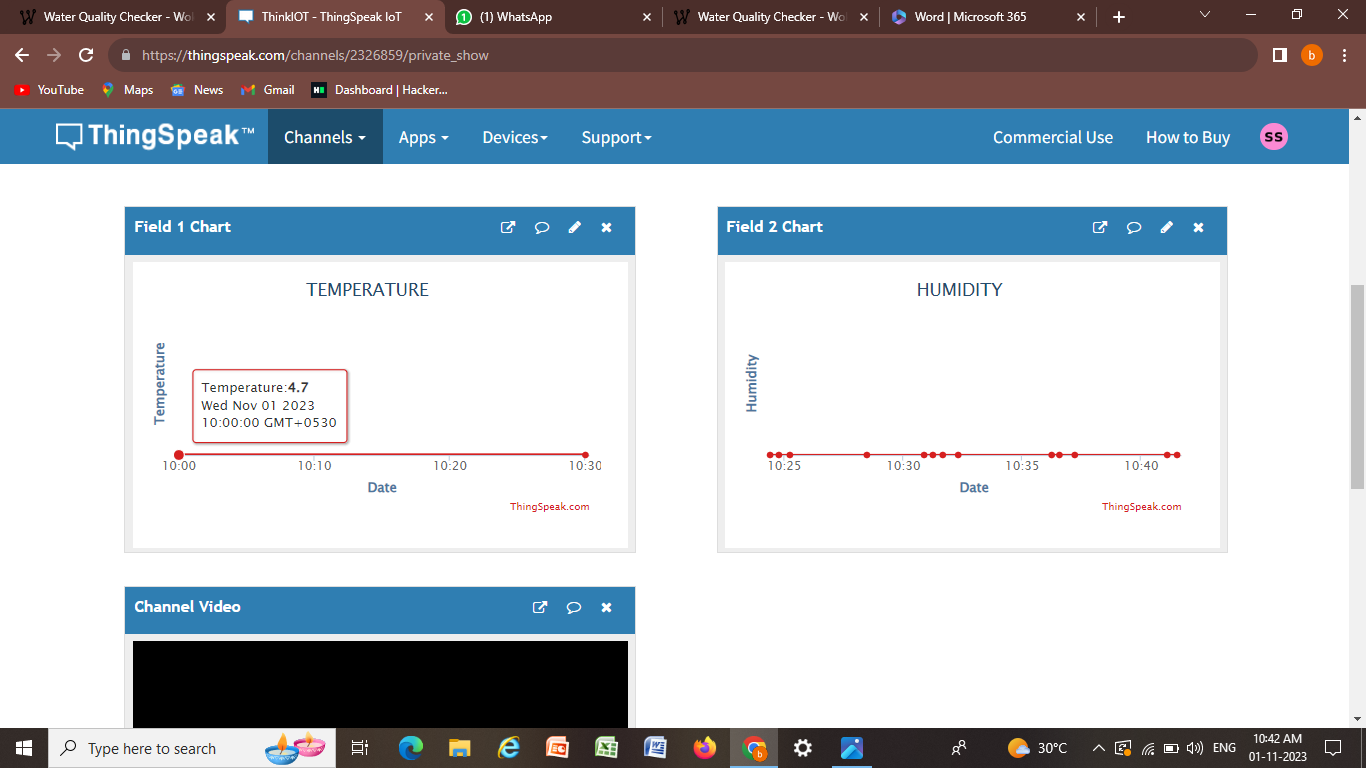 Water Quality Checker - Wo
ThinkIOT - ThingSpeak IoT
(1) WhatsApp
Water Quality Checker - Wo
Word | Microsoft 365
https://thingspeak.com/channels/2326859/private_show
b
YouTube
Maps
News
Gmail
Dashboard | Hacker...
ThingSpeak™
Channels
Apps
Devices
Support
Commercial Use
How to Buy
SS
Field 1 Chart
TEMPERATURE
Temperature
Temperature:4.7
Wed Nov 01 2023
10:00:00 GMT+0530
10:00 10:10 10:20 10:30
Date
ThingSpeak.com
Field 2 Chart
HUMIDITY
Humidity
10:25 10:30 10:35 10:40
Date
ThingSpeak.com
Channel Video
Type here to search
30°C
ENG
10:42 AM
01-11-2023